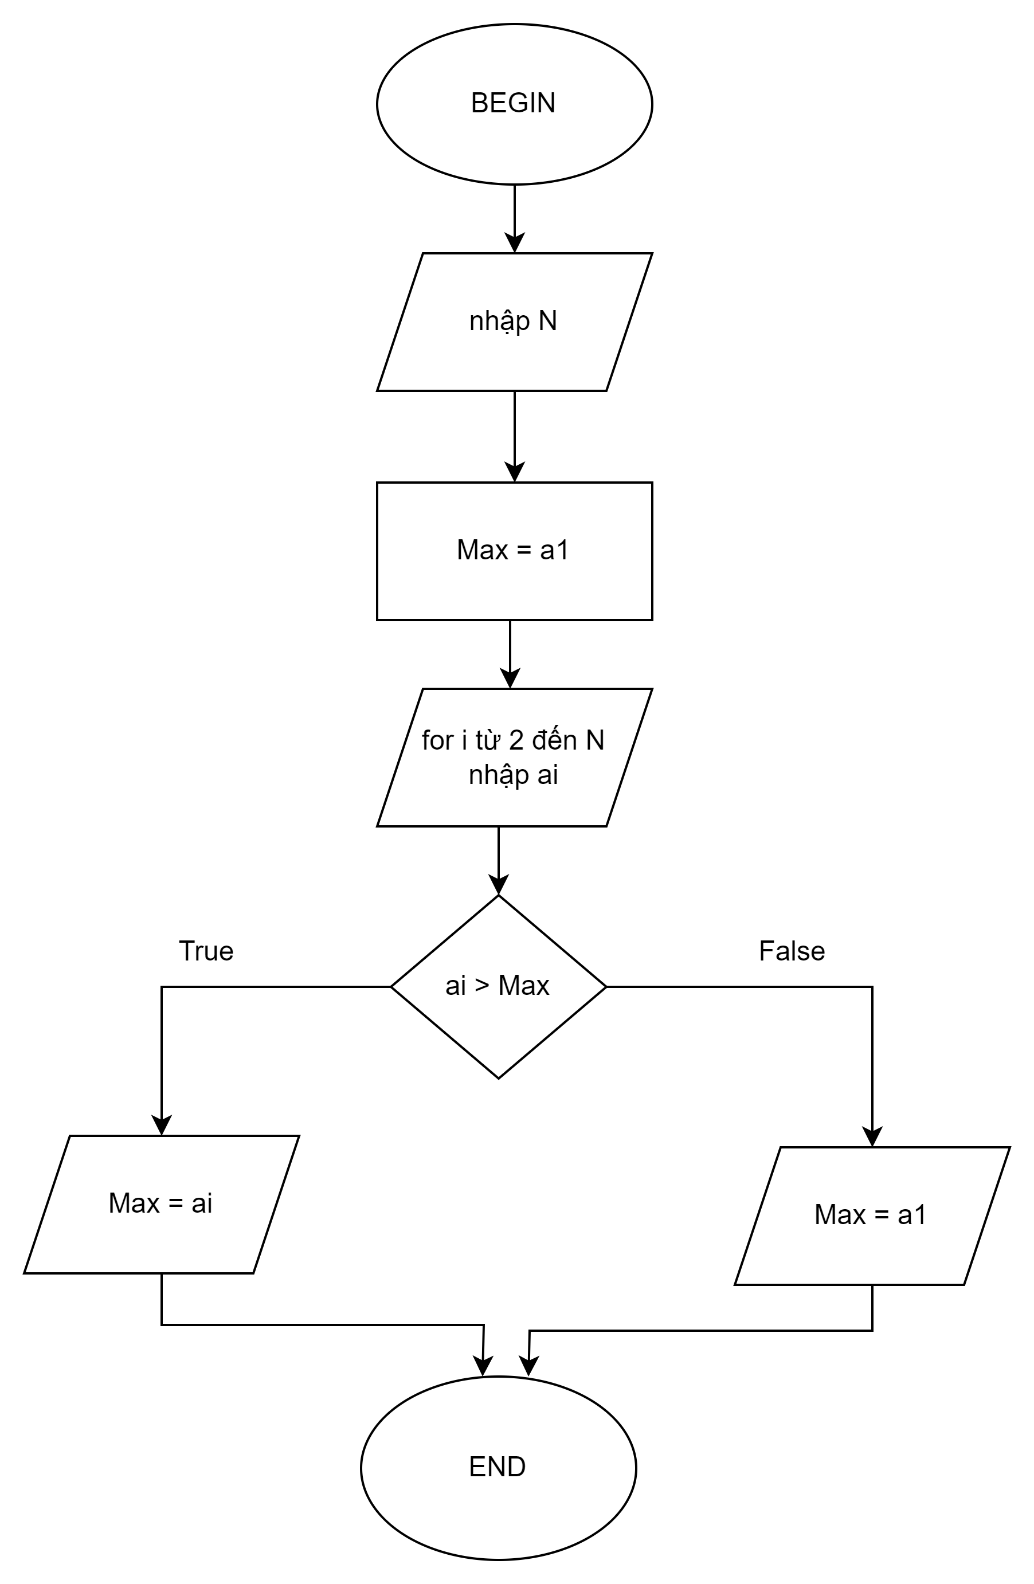 BEGIN
nhập N
Max = a1
for i từ 2 đến N
nhập ai
ai > Max
True
False
Max = ai
Max = a1
END